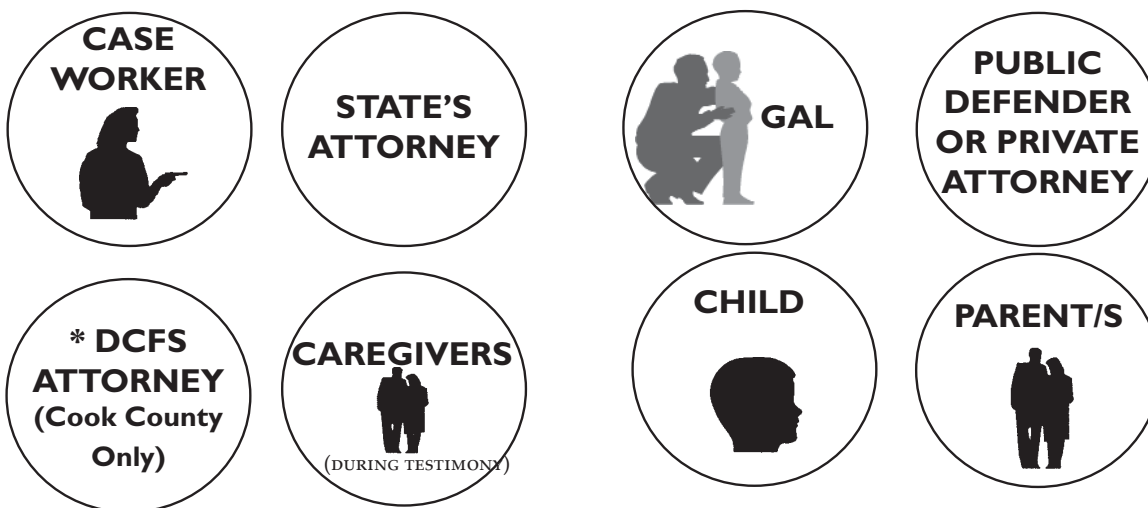 CASE
WORKER
STATE'S
ATTORNEY
GAL
PUBLIC
DEFENDER
OR PRIVATE
ATTORNEY
* DCFS
ATTORNEY
(Cook County
Only)
CAREGIVERS
(DURING TESTIMONY)
CHILD
PARENT/S